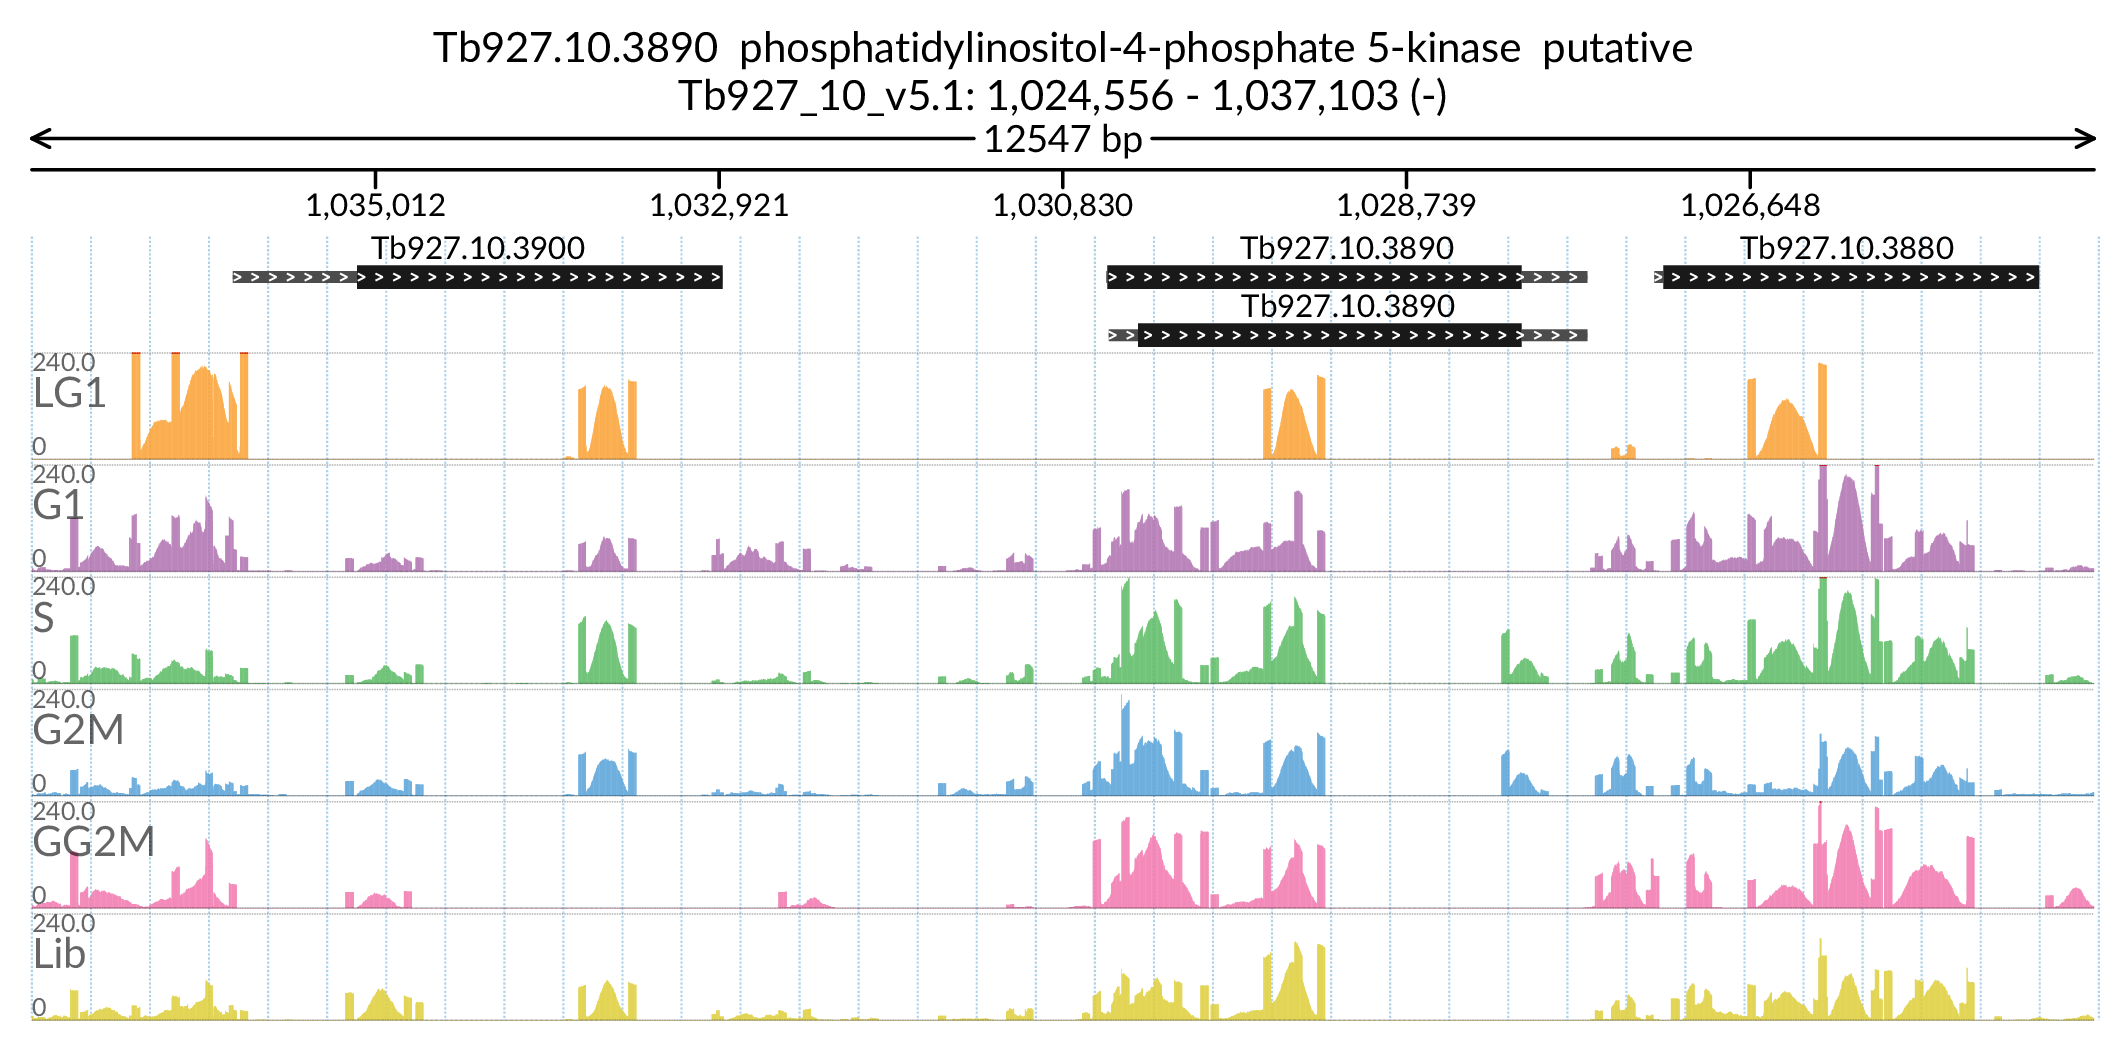 Tb927.10.3890 phosphatidylinositol-4-phosphate 5-kinase putative
Tb927_10_v5.1: 1,024,556 - 1,037,103 (-)
12547 bp
1,035,012 1,032,921 1,030,830 1,028,739 1,026,648
Tb927.10.3900 Tb927.10.3890 Tb927.10.3880
Tb927.10.3890
240.0
LG1
0
240.0
G1
0
240.0
S
0
240.0
G2M
0
240.0
GG2M
0
240.0
Lib
0